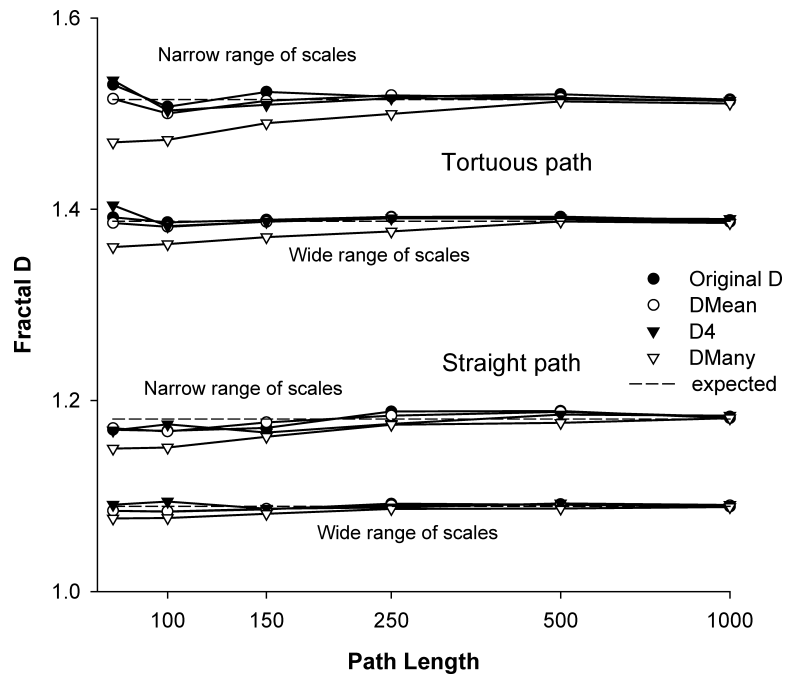 1.6
Narrow range of scales
Tortuous path
1.4
Wide range of scales
Fractal D
Original D
DMean
D4
DMany
expected
Straight path
Narrow range of scales
1.2
Wide range of scales
1.0
100 150 250 500 1000
Path Length